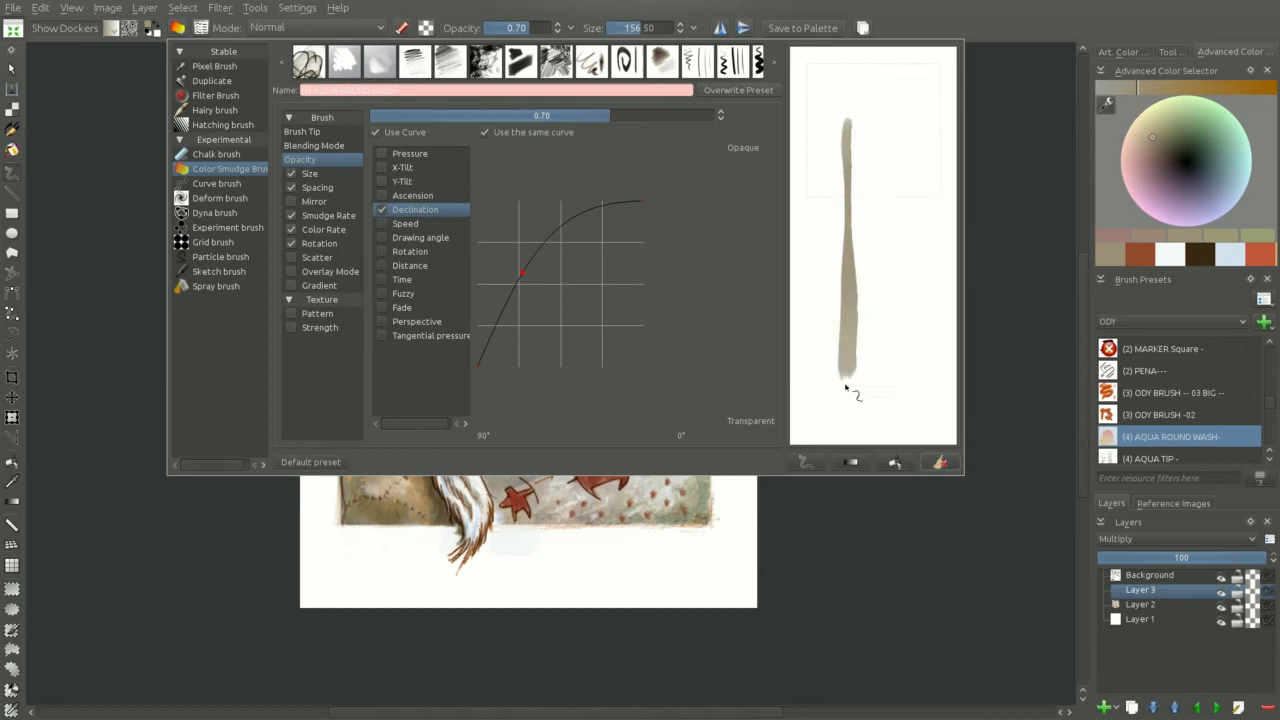 File Edit View Image Layer Select Filter Tools Settings Help
Show Dockers Mode: Normal Opacity: 0.70 Size: 156.50 Save to Palette
Stable
Pixel Brush
Duplicate
Filter Brush
Hairy brush
Hatching brush
Experimental
Chalk brush
Color Smudge Brus
Curve brush
Deform brush
Dyna brush
Experiment brush
Grid brush
Particle brush
Sketch brush
Spray brush
Name: Overwrite Preset
Brush
Brush Tip
Blending Mode
Opacity
Size
Spacing
Mirror
Smudge Rate
Color Rate
Rotation
Scatter
Overlay Mode
Gradient
Texture
Pattern
Strength
0.70
Use Curve Use the same curve
Pressure
X-Tilt
Y-Tilt
Ascension
Declination
Speed
Drawing angle
Rotation
Distance
Time
Fuzzy
Fade
Perspective
Tangential pressure
Opaque
Transparent
90° 0°
Default preset
Art. Color ... Tool ... Advanced Color ...
Advanced Color Selector
Brush Presets
ODY
(2) MARKER Square -
(2) PENA---
(3) ODY BRUSH -- 03 BIG --
(3) ODY BRUSH -02
(4) AQUA ROUND WASH-
(4) AQUA TIP -
Enter resource filters here
Layers Reference Images
Layers
Multiply
100
Background
Layer 3
Layer 2
Layer 1